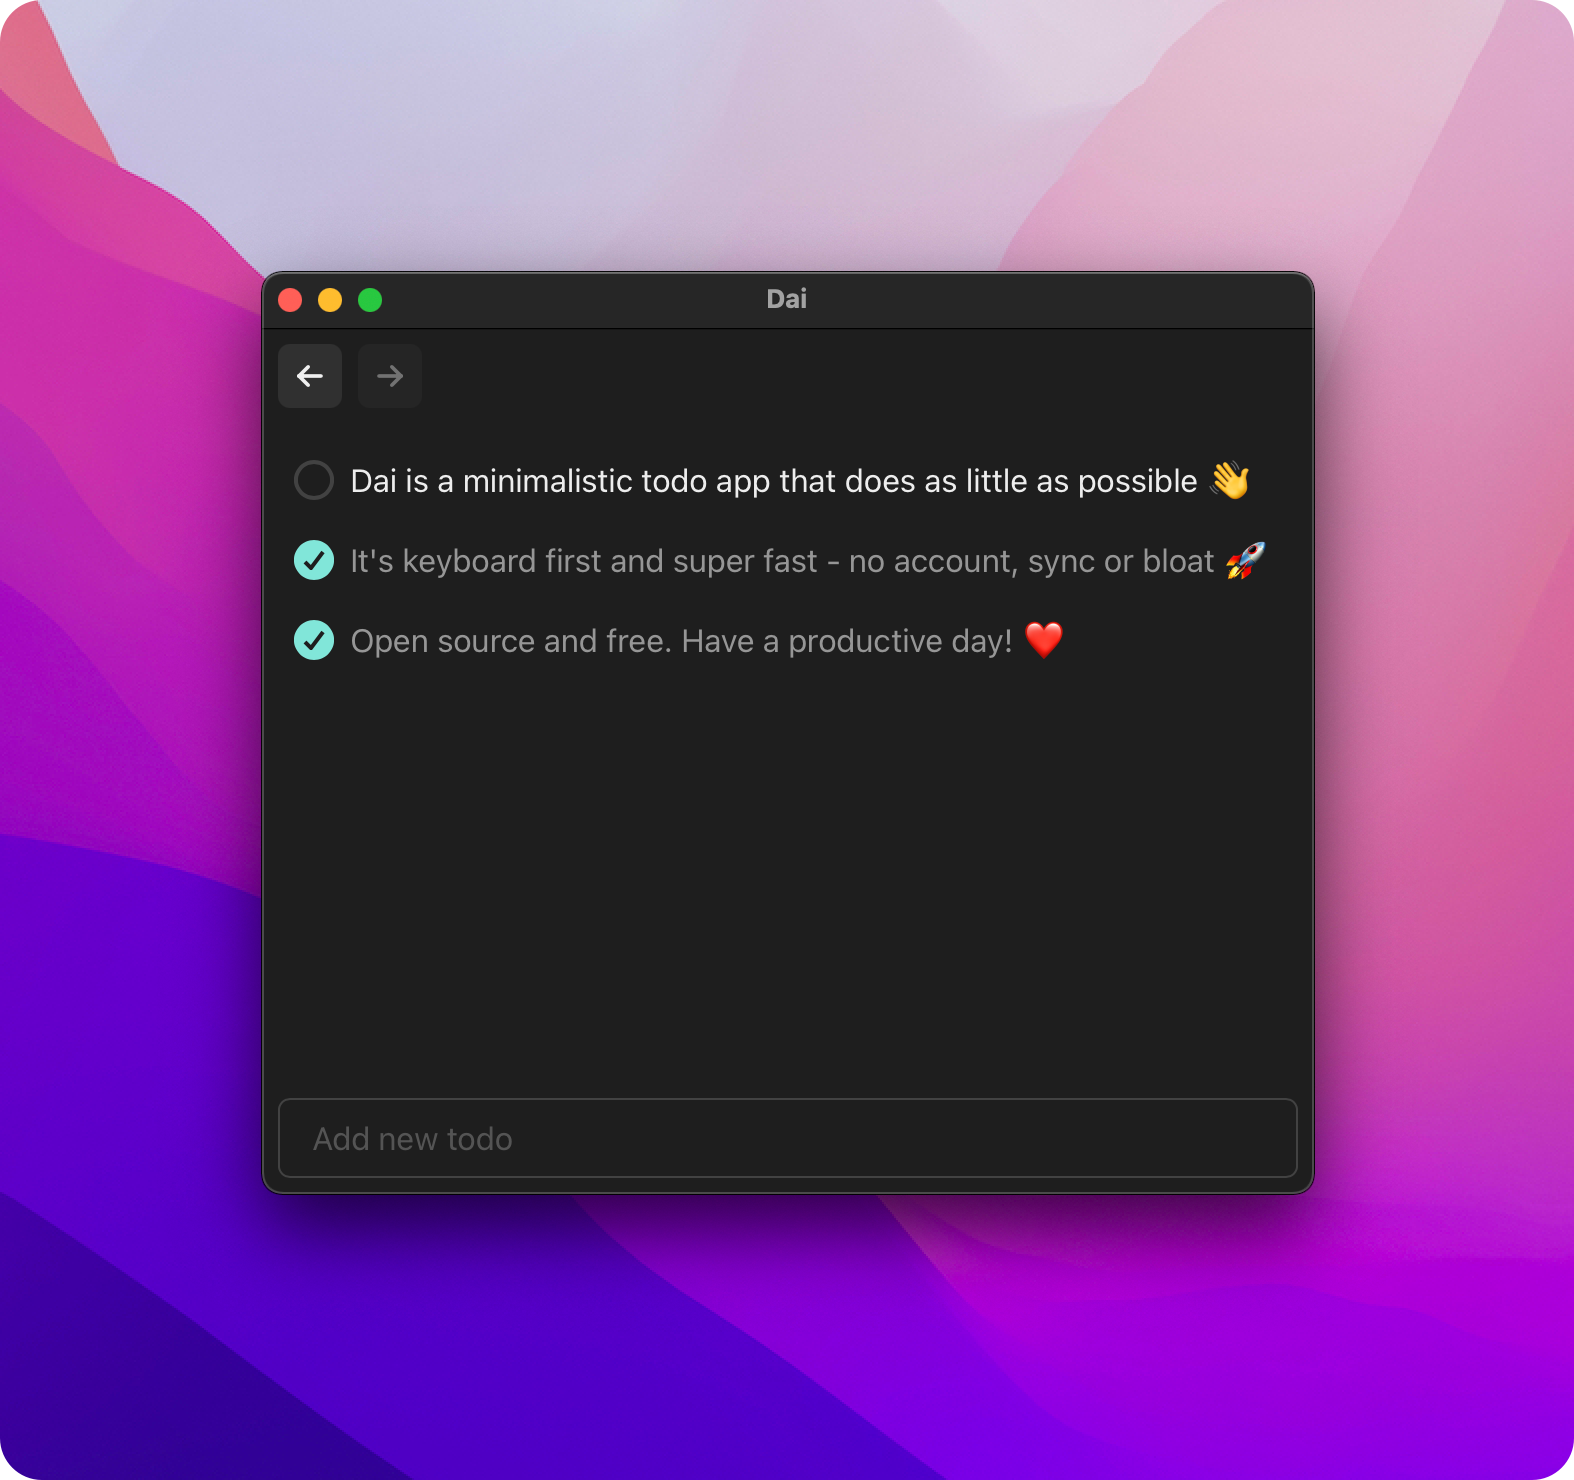 Dai
Dai is a minimalistic todo app that does as little as possible 👋
It's keyboard first and super fast - no account, sync or bloat 🚀
Open source and free. Have a productive day! ❤️
Add new todo